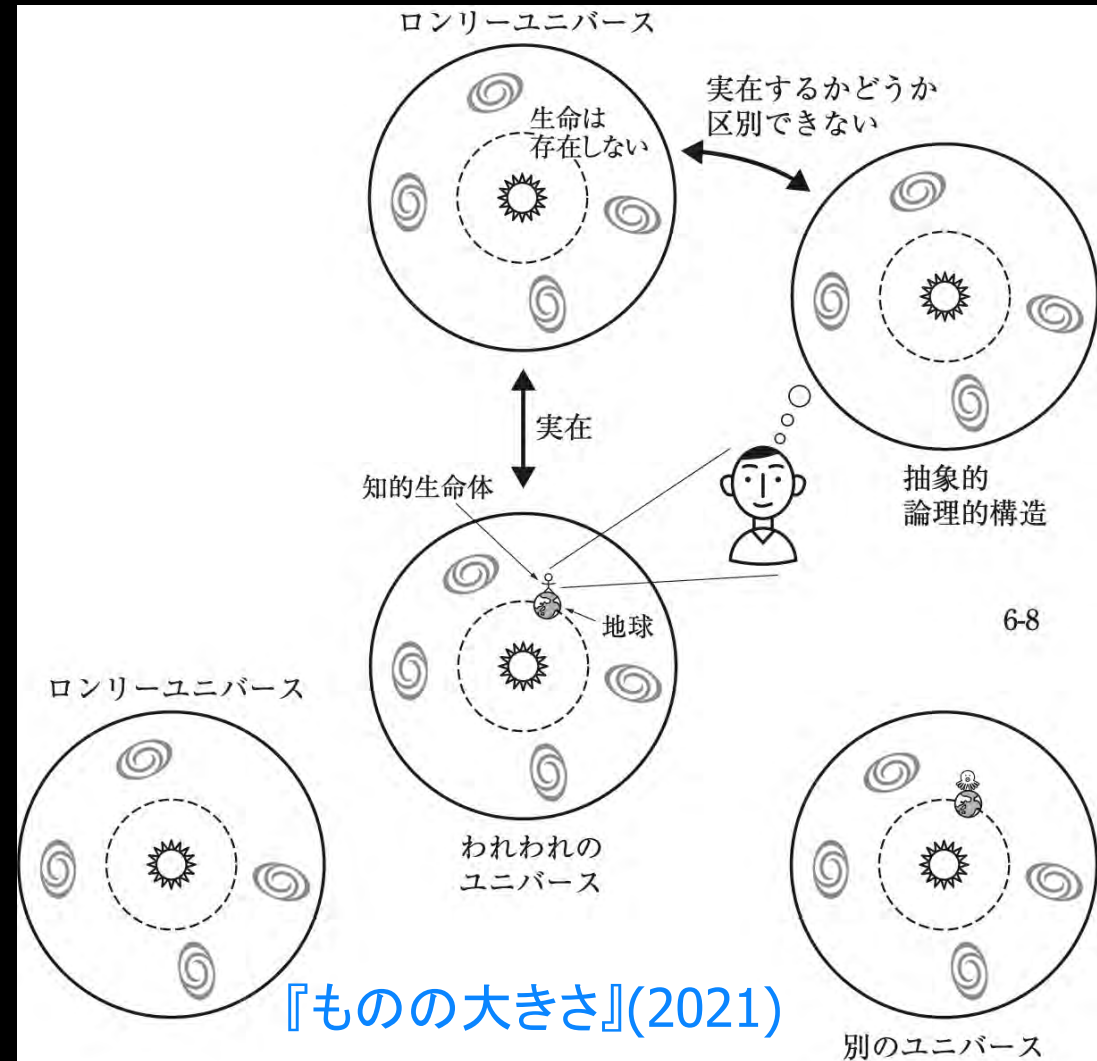 ロンリーユニバース
実在するかどうか
区別できない
生命は
存在しない
実在
抽象的
論理的構造
知的生命体
地球
6-8
ロンリーユニバース
われわれの
ユニバース
『ものの大きさ』(2021)
別のユニバース